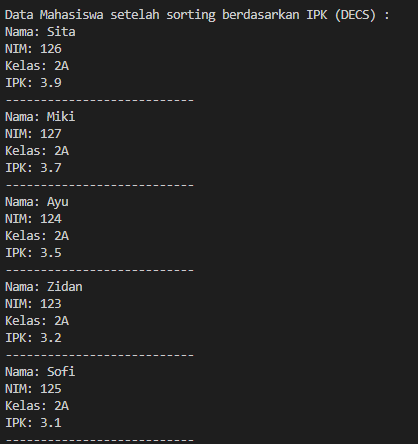 Data Mahasiswa setelah sorting berdasarkan IPK (DECS) :
Nama: Sita
NIM: 126
Kelas: 2A
IPK: 3.9
---------------------------
Nama: Miki
NIM: 127
Kelas: 2A
IPK: 3.7
---------------------------
Nama: Ayu
NIM: 124
Kelas: 2A
IPK: 3.5
---------------------------
Nama: Zidan
NIM: 123
Kelas: 2A
IPK: 3.2
---------------------------
Nama: Sofi
NIM: 125
Kelas: 2A
IPK: 3.1
---------------------------